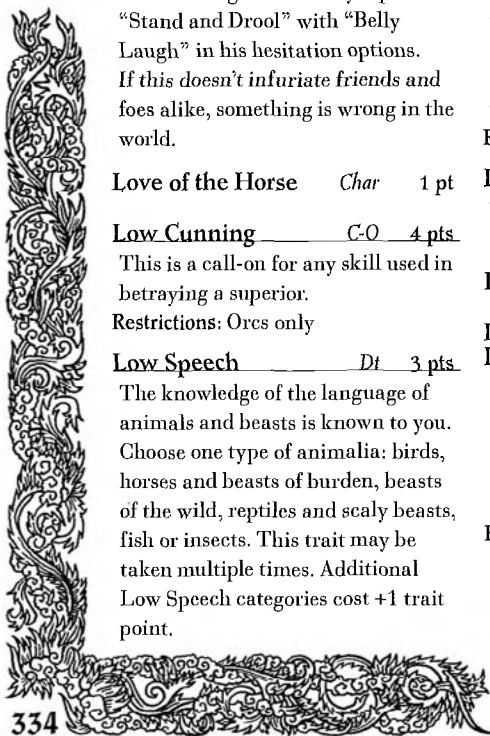 “Stand and Drool” with “Belly
Laugh” in his hesitation options.
If this doesn’t infuriate friends and
foes alike, something is wrong in the
world.
Love of the Horse Char 1 pt
Low Cunning C-O 4 pts
This is a call-on for any skill used in
betraying a superior.
Restrictions: Orcs only
Low Speech Dt 3 pts
The knowledge of the language of
animals and beasts is known to you.
Choose one type of animalia: birds,
horses and beasts of burden, beasts
of the wild, reptiles and scaly beasts,
fish or insects. This trait may be
taken multiple times. Additional
Low Speech categories cost +1 trait
point.
334